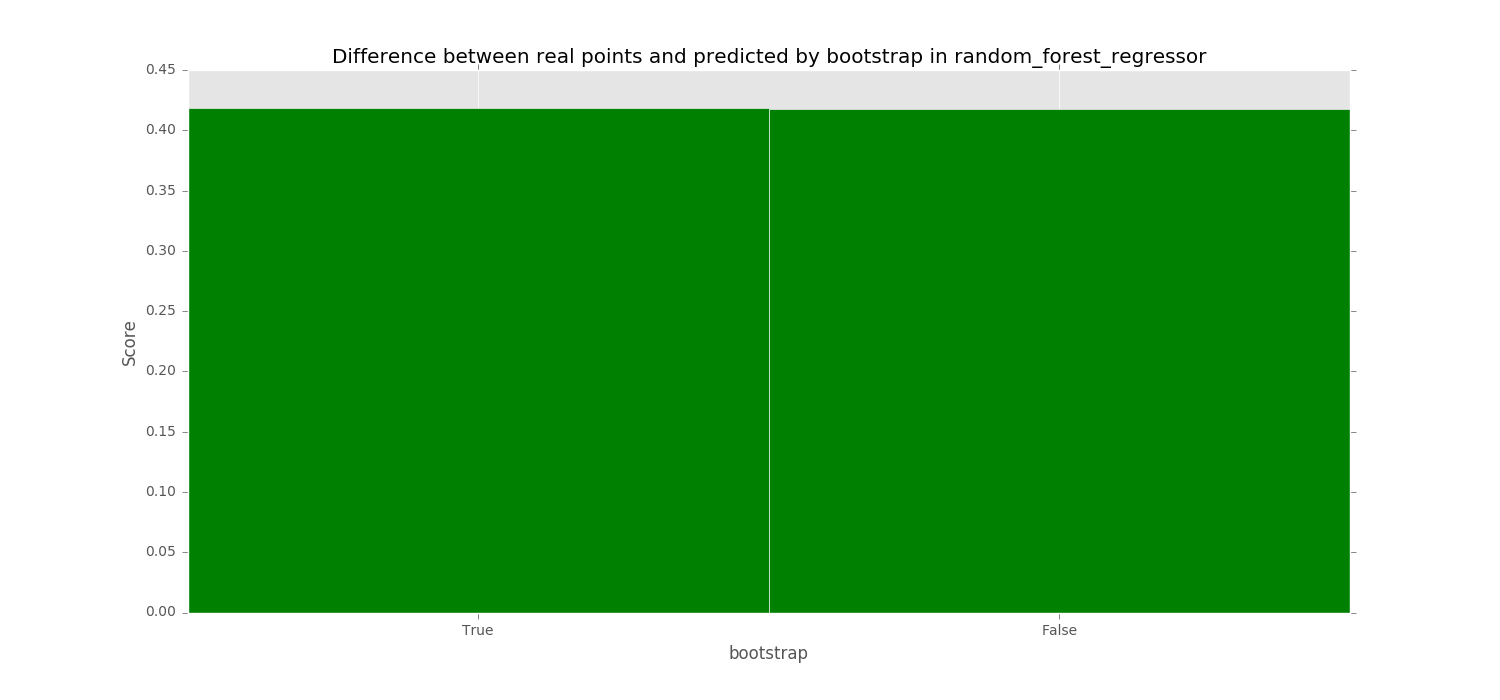 Difference between real points and predicted by bootstrap in random_forest_regressor
0.45
0.40
0.35
0.30
0.25
0.20
0.15
0.10
0.05
0.00
Score
True False
bootstrap